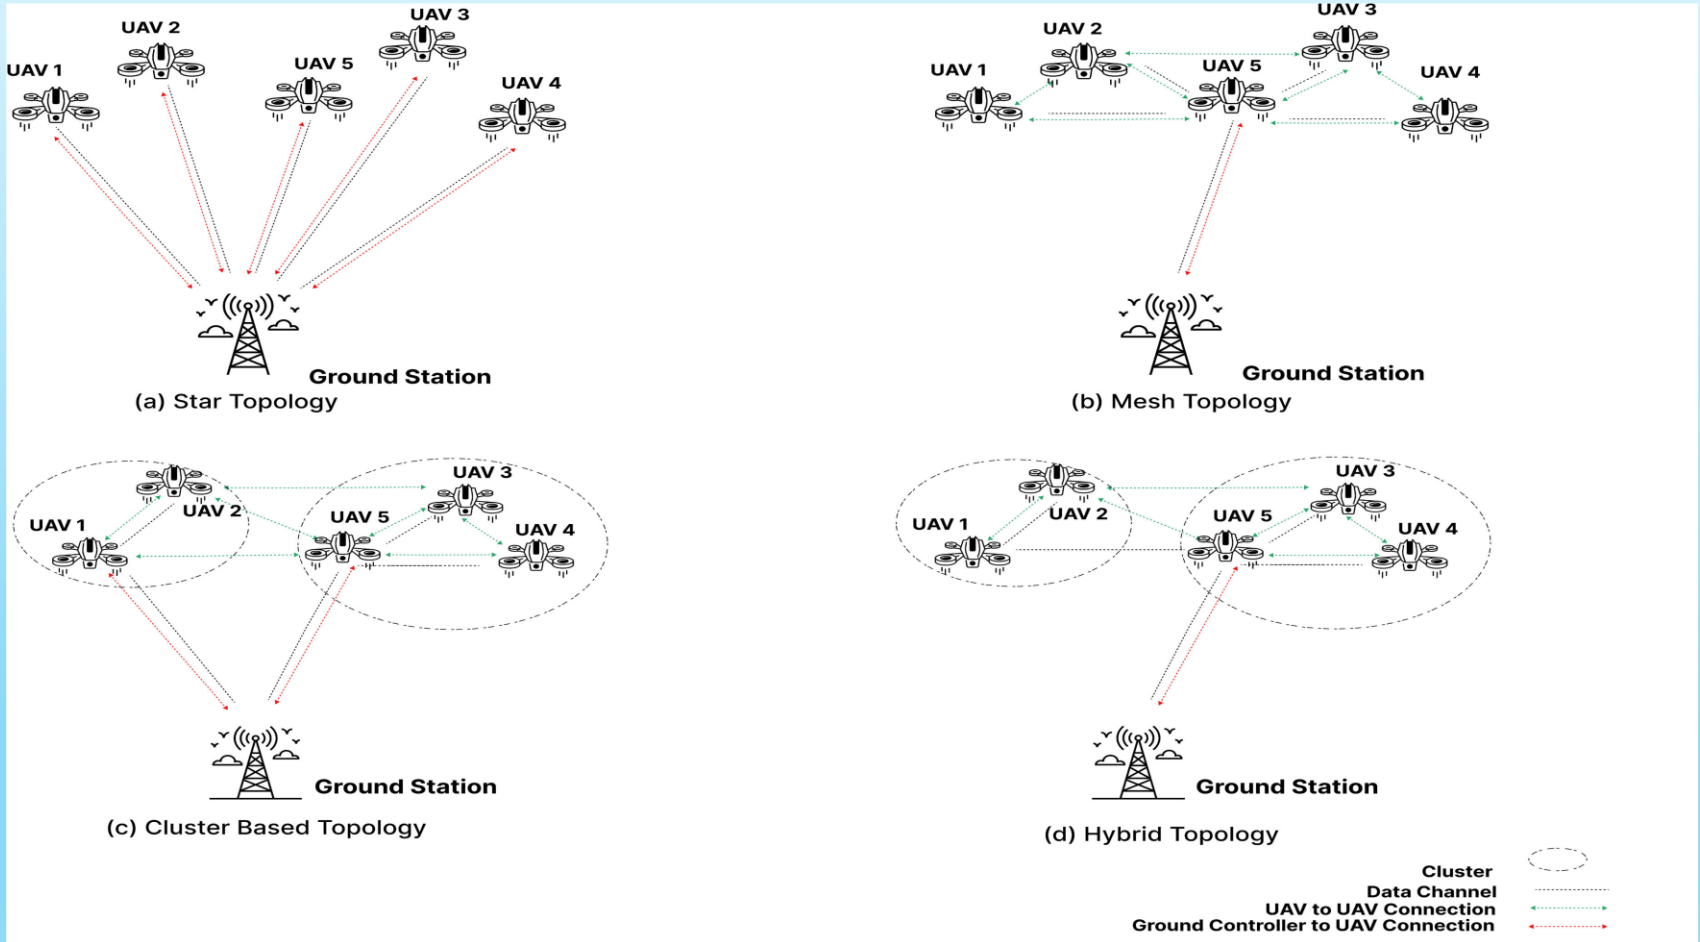 UAV 1
UAV 2
UAV 5
UAV 3
UAV 4
Ground Station
(a) Star Topology
UAV 1
UAV 2
UAV 5
UAV 3
UAV 4
Ground Station
(b) Mesh Topology
UAV 1
UAV 2
UAV 5
UAV 3
UAV 4
Ground Station
(c) Cluster Based Topology
UAV 1
UAV 2
UAV 5
UAV 3
UAV 4
Ground Station
(d) Hybrid Topology
Cluster
Data Channel
UAV to UAV Connection
Ground Controller to UAV Connection